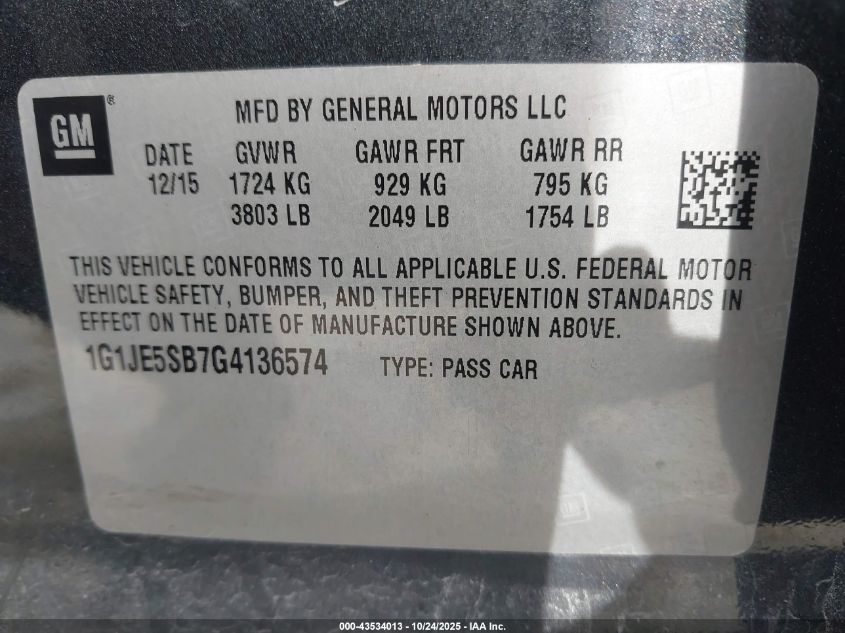 GM®
MFD BY GENERAL MOTORS LLC
DATE GVWR GAWR FRT GAWR RR
12/15 1724 KG 929 KG 795 KG
3803 LB 2049 LB 1754 LB
THIS VEHICLE CONFORMS TO ALL APPLICABLE U.S. FEDERAL MOTOR
VEHICLE SAFETY, BUMPER, AND THEFT PREVENTION STANDARDS IN
EFFECT ON THE DATE OF MANUFACTURE SHOWN ABOVE.
1G1JE5SB7G4136574 TYPE: PASS CAR
1-000-43534013 - 10/24/2025 - IAA Inc.